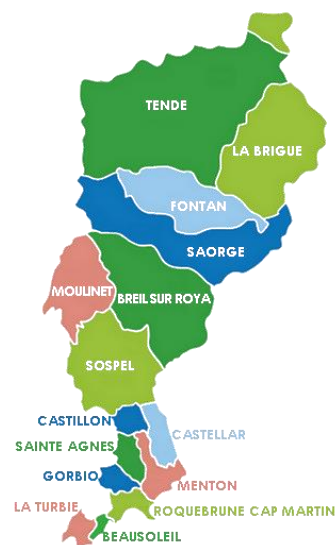 TENDE
LA BRIGUE
FONTAN
SAORGE
MOULINET
BREIL SUR ROYA
SOSPEL
CASTILLON
CASTELLAR
SAINTE AGNES
GORBIO
MENTON
LA TURBIE
ROQUEBRUNE CAP MARTIN
BEAUSOLEIL